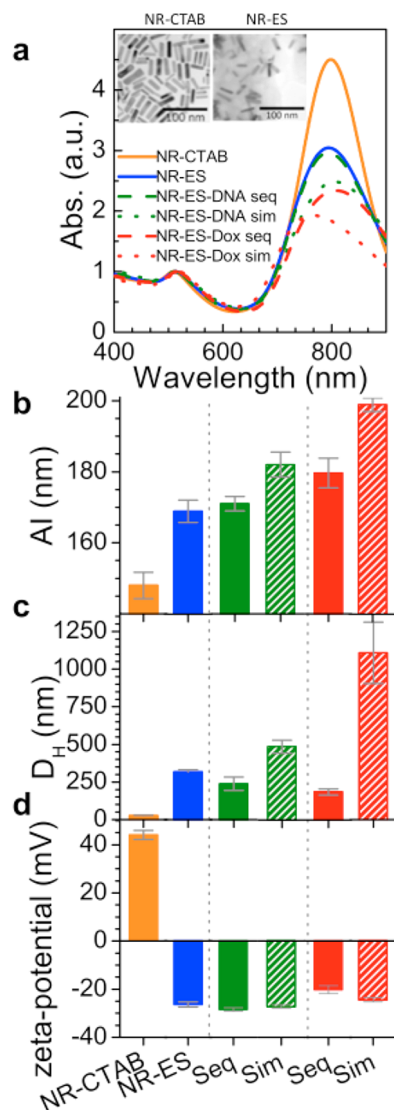 NR-CTAB NR-ES
a
100 nm 100 nm
NR-CTAB
NR-ES
NR-ES-DNA seq
NR-ES-DNA sim
NR-ES-Dox seq
NR-ES-Dox sim
Abs. (a.u.)
5
4
3
2
1
0
400 600 800
Wavelength (nm)
b
AI (nm)
200
180
160
c
D_H (nm)
1250
1000
750
500
250
0
d
zeta-potential (mV)
40
20
0
-20
-40
NR-CTAB NR-ES Seq Sim Seq Sim